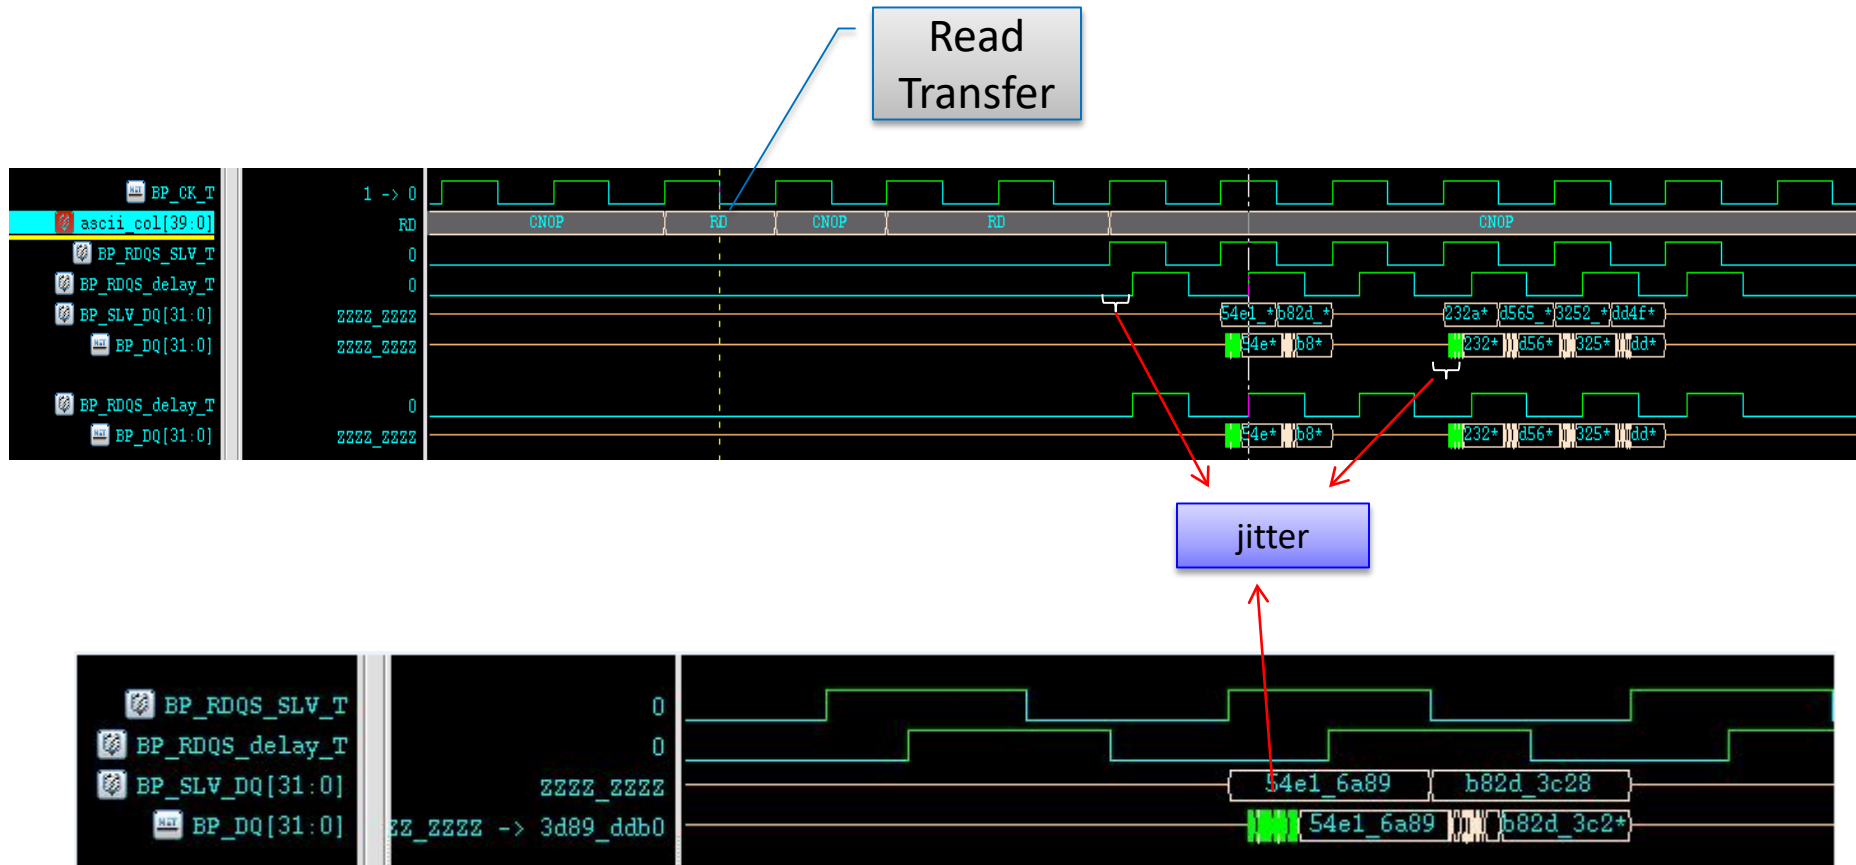 Read
Transfer
BP_CK_T 1 -> 0
ascii_col[39:0] RD CNOP RD CNOP RD CNOP
BP_RDQS_SLV_T 0
BP_RDQS_delay_T 0
BP_SLV_DQ[31:0] ZZZZ_ZZZZ 54e1_* b82d_* 232a* d565_* 3252_* dd4f*
BP_DQ[31:0] ZZZZ_ZZZZ 54e* b8* 232* d56* 325* dd*
BP_RDQS_delay_T 0
BP_DQ[31:0] ZZZZ_ZZZZ 54e* b8* 232* d56* 325* dd*
jitter
BP_RDQS_SLV_T 0
BP_RDQS_delay_T 0
BP_SLV_DQ[31:0] ZZZZ_ZZZZ 54e1_6a89 b82d_3c28
BP_DQ[31:0] ZZ_ZZZZ -> 3d89_ddb0 54e1_6a89 b82d_3c2*